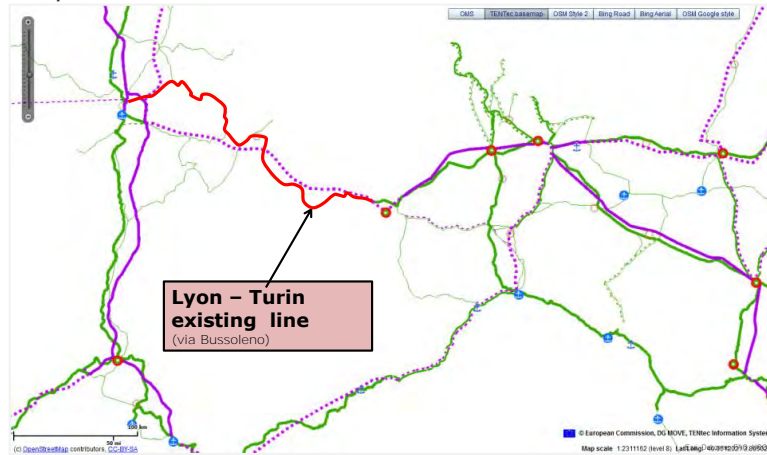 DMS TENTec basemap OSM Style 2 Bing Road Bing Aerial OSM Google style
Lyon – Turin
existing line
(via Bussoleno)
100 km
50 mi
(c) OpenStreetMap contributors, CC-BY-SA
© European Commission, DG MOVE, TENtec Information System
Map scale 1:2311162 (level 8)